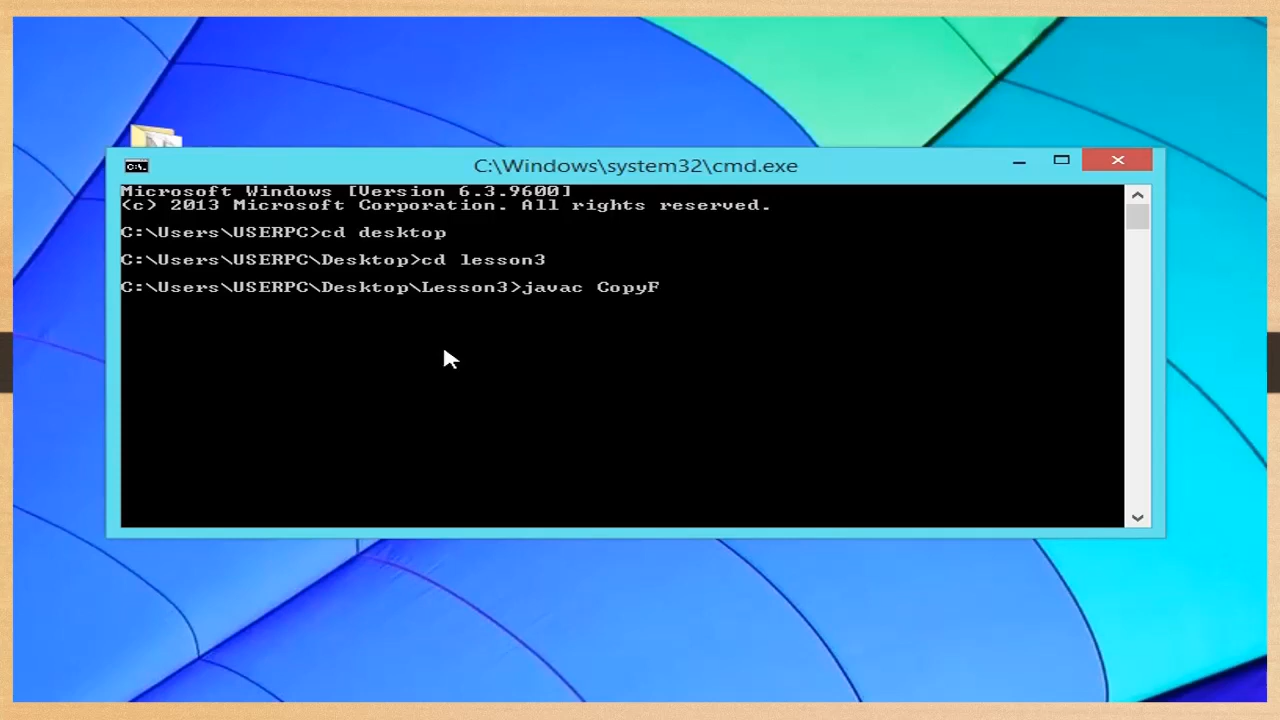 C:\Windows\system32\cmd.exe
Microsoft Windows [Version 6.3.9600]
(c) 2013 Microsoft Corporation. All rights reserved.
C:\Users\USERPC>cd desktop
C:\Users\USERPC\Desktop>cd lesson3
C:\Users\USERPC\Desktop\Lesson3>javac CopyF